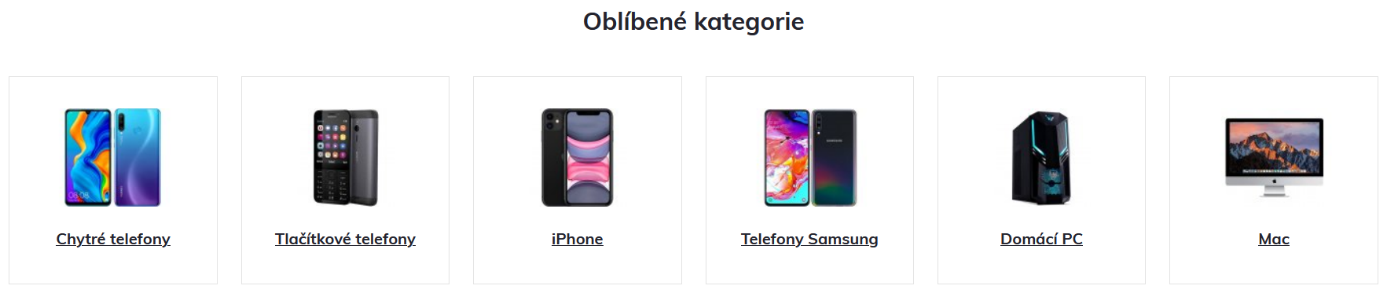 Oblíbené kategorie
Chytré telefony
Tlačítkové telefony
iPhone
Telefony Samsung
Domácí PC
Mac